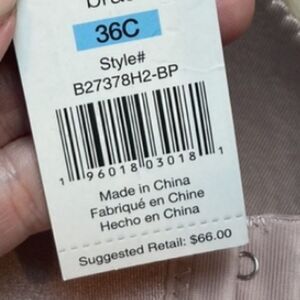 36C
Style#
B27378H2-BP
1 96018 03018 1
Made in China
Fabriqué en Chine
Hecho en China
Suggested Retail: $66.00